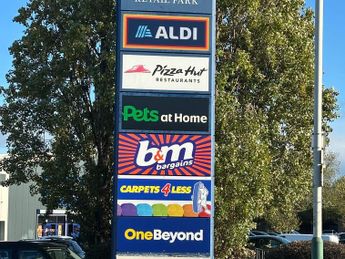 RETAIL PARK
ALDI
Pizza Hut
RESTAURANTS
Pets at Home
b&m
bargains
CARPETS 4 LESS
OneBeyond